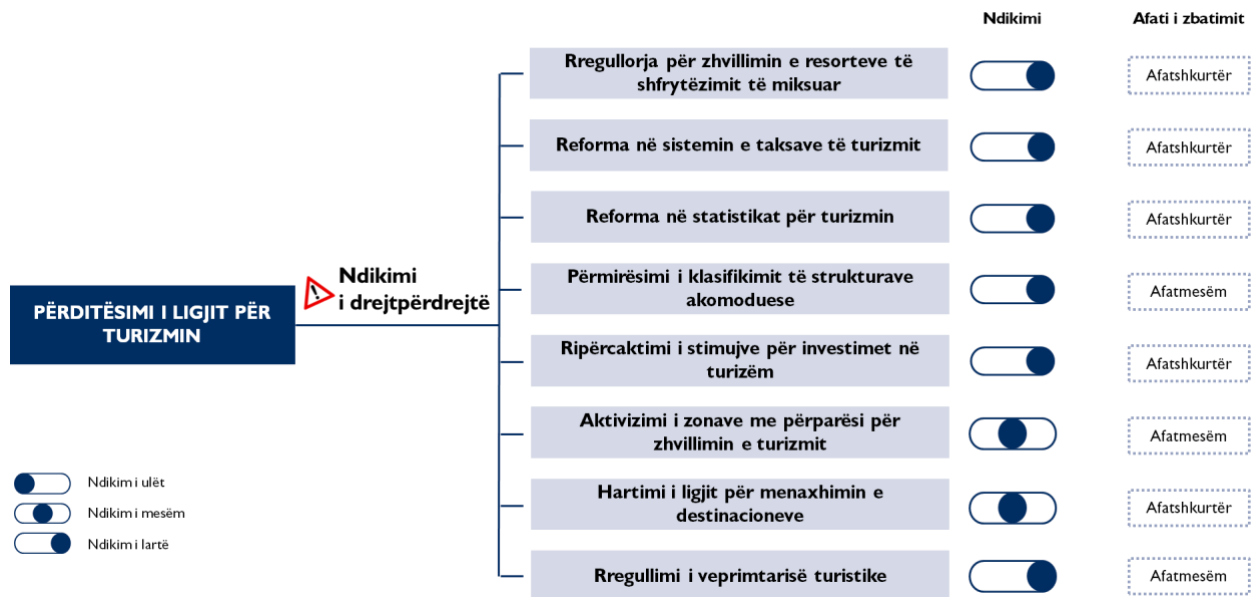 Ndikimi
Afati i zbatimit
Rregullorja për zhvillimin e resorteve të
shfrytëzimit të miksuar
Afatshkurtër
Reforma në sistemin e taksave të turizmit
Afatshkurtër
Reforma në statistikat për turizmin
Afatshkurtër
Ndikimi
i drejtpërdrejtë
PËRDITËSIMI I LIGJIT PËR
TURIZMIN
Përmirësimi i klasifikimit të strukturave
akomoduese
Afatmesëm
Ripërcaktimi i stimujve për investimet në
turizëm
Afatshkurtër
Aktivizimi i zonave me përparësi për
zhvillimin e turizmit
Afatmesëm
Hartimi i ligjit për menaxhimin e
destinacioneve
Afatshkurtër
Rregullimi i veprimtarisë turistike
Afatmesëm
Ndikim i ulët
Ndikim i mesëm
Ndikim i lartë